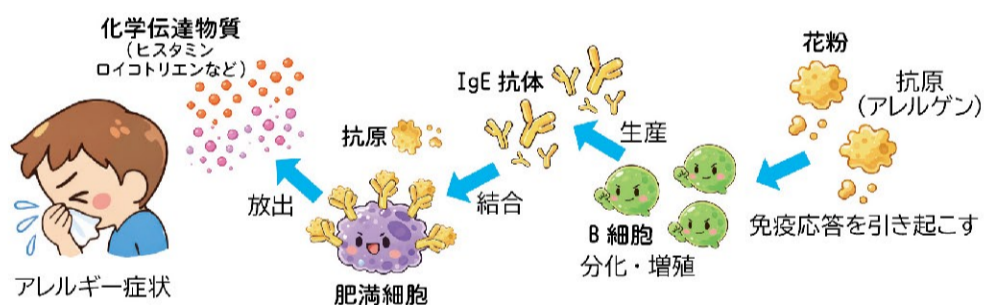 化学伝達物質
（ヒスタミン
ロイコトリエンなど）
アレルギー症状
放出
抗原
肥満細胞
結合
IgE 抗体
生産
B 細胞
分化・増殖
花粉
抗原
（アレルゲン）
免疫応答を引き起こす